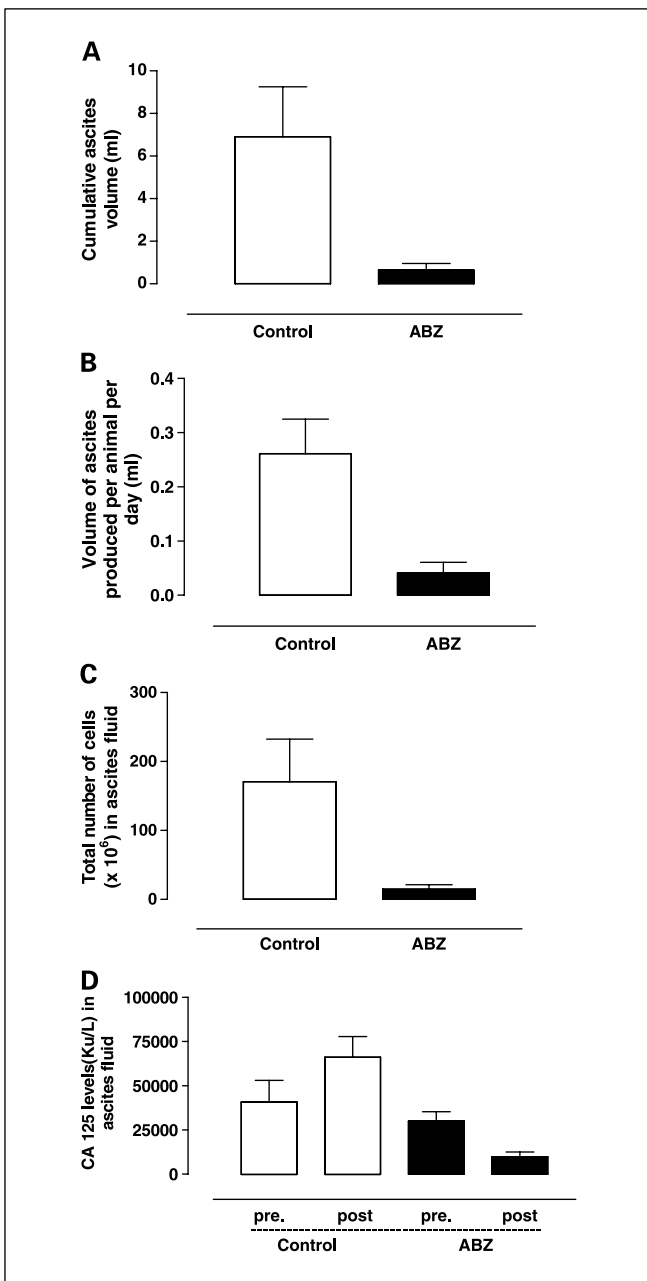 A
Cumulative ascites
volume (ml)
10
8
6
4
2
0
Control ABZ
B
Volume of ascites
produced per animal per
day (ml)
0.4
0.3
0.2
0.1
0.0
Control ABZ
C
Total number of cells
(x 10⁶) in ascites fluid
300
200
100
0
Control ABZ
D
CA 125 levels(Ku/L) in
ascites fluid
100000
75000
50000
25000
0
pre. post pre. post
Control ABZ